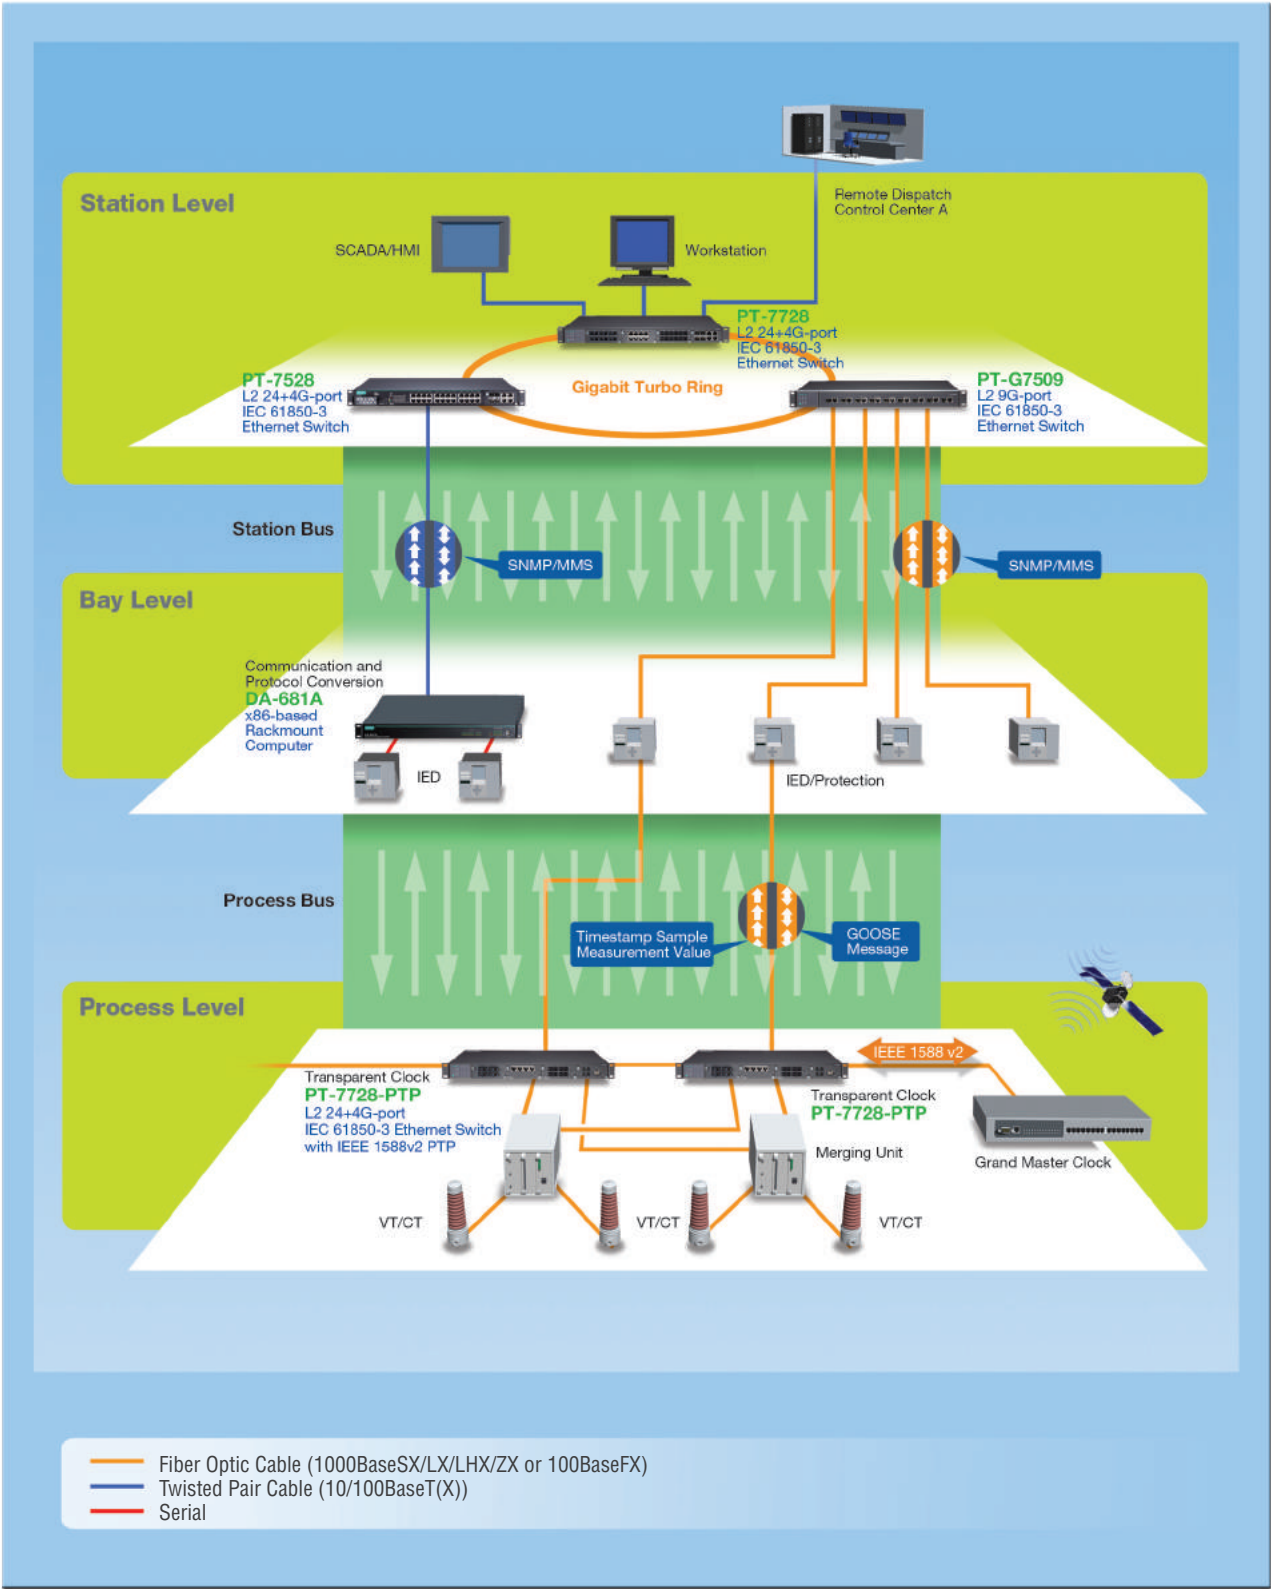 Remote Dispatch
Control Center A
Station Level
SCADA/HMI
Workstation
PT-7728
L2 24+4G-port
IEC 61850-3
Ethernet Switch
Gigabit Turbo Ring
PT-7528
L2 24+4G-port
IEC 61850-3
Ethernet Switch
PT-G7509
L2 9G-port
IEC 61850-3
Ethernet Switch
Station Bus
SNMP/MMS
SNMP/MMS
Bay Level
Communication and
Protocol Conversion
DA-681A
x86-based
Rackmount
Computer
IED
IED/Protection
Process Bus
Timestamp Sample
Measurement Value
GOOSE
Message
Process Level
IEEE 1588 v2
Transparent Clock
PT-7728-PTP
L2 24+4G-port
IEC 61850-3 Ethernet Switch
with IEEE 1588v2 PTP
Transparent Clock
PT-7728-PTP
Merging Unit
Grand Master Clock
VT/CT
VT/CT
VT/CT
Fiber Optic Cable (1000BaseSX/LX/LHX/ZX or 100BaseFX)
Twisted Pair Cable (10/100BaseT(X))
Serial